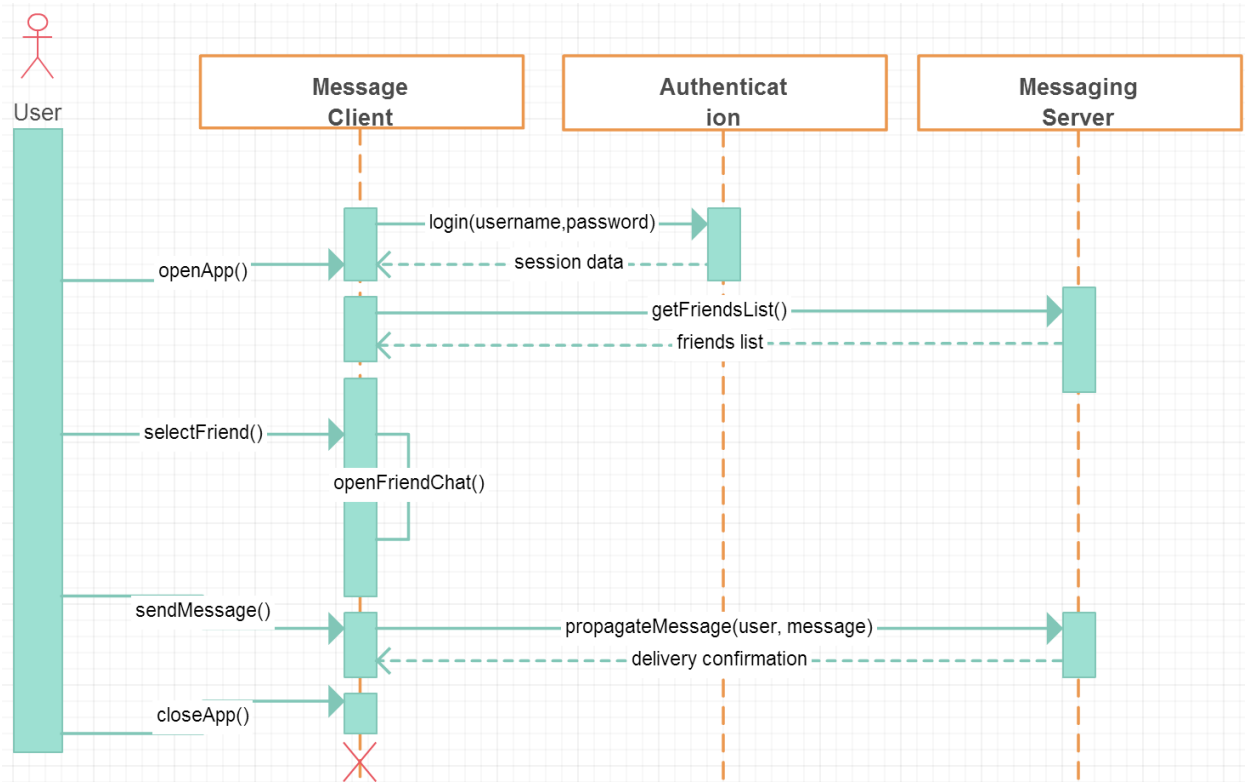 User
Message
Client
Authenticat
ion
Messaging
Server
login(username,password)
openApp()
session data
getFriendsList()
friends list
selectFriend()
openFriendChat()
sendMessage()
propagateMessage(user, message)
delivery confirmation
closeApp()